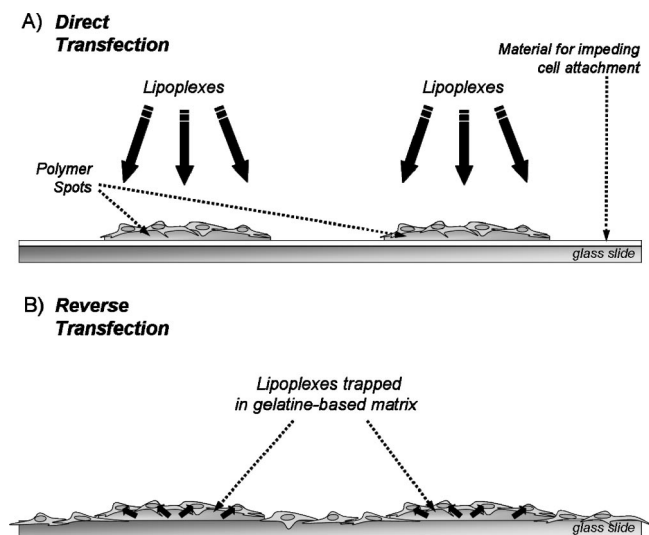 A) Direct
Transfection
Material for impeding
cell attachment
Lipoplexes
Lipoplexes
Polymer
Spots
glass slide
B) Reverse
Transfection
Lipoplexes trapped
in gelatine-based matrix
glass slide